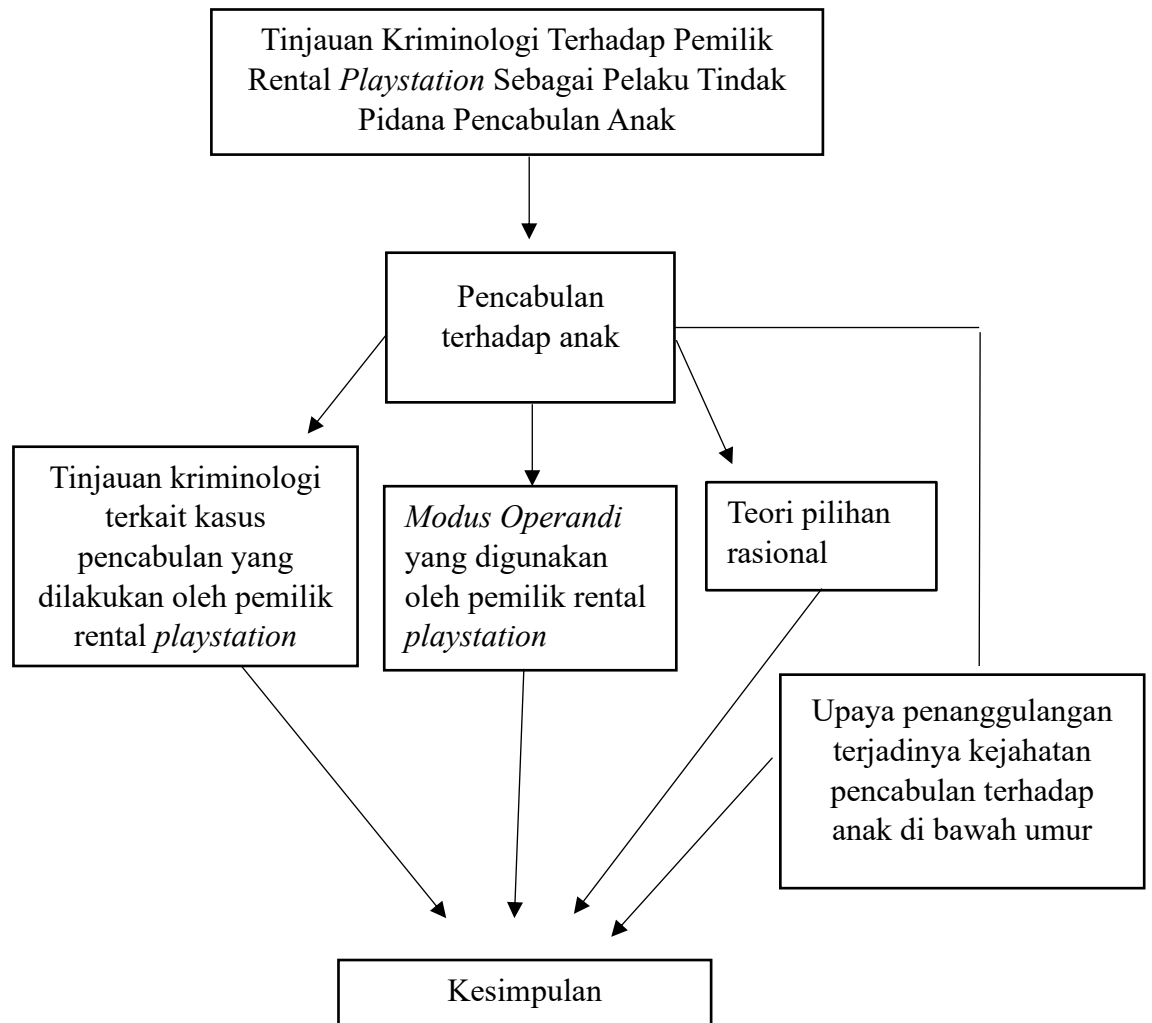 Tinjauan Kriminologi Terhadap Pemilik
Rental Playstation Sebagai Pelaku Tindak
Pidana Pencabulan Anak
Pencabulan
terhadap anak
Tinjauan kriminologi
terkait kasus
pencabulan yang
dilakukan oleh pemilik
rental playstation
Modus Operandi
yang digunakan
oleh pemilik rental
playstation
Teori pilihan
rasional
Upaya penanggulangan
terjadinya kejahatan
pencabulan terhadap
anak di bawah umur
Kesimpulan